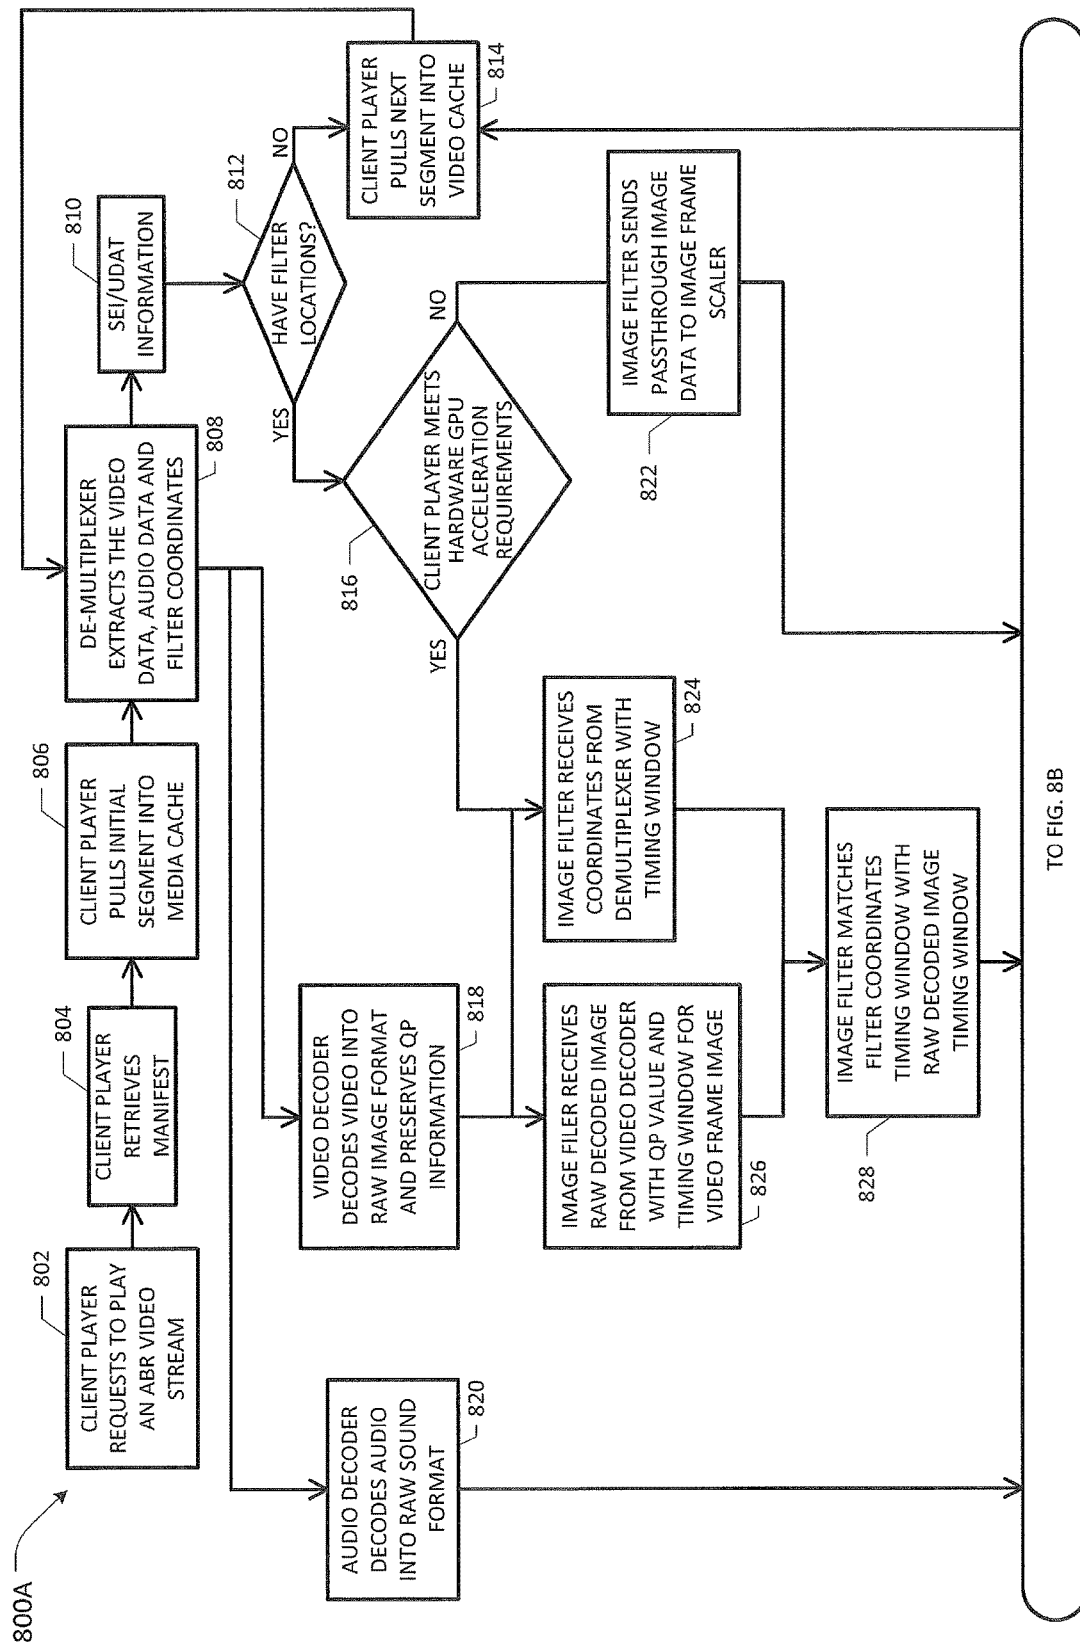 800A
802
CLIENT PLAYER
REQUESTS TO PLAY
AN ABR VIDEO
STREAM
804
CLIENT PLAYER
RETRIEVES
MANIFEST
806
CLIENT PLAYER
PULLS INITIAL
SEGMENT INTO
MEDIA CACHE
DE-MULTIPLEXER
EXTRACTS THE VIDEO
DATA, AUDIO DATA AND
FILTER COORDINATES
808
810
SEI/UDAT
INFORMATION
812
HAVE FILTER
LOCATIONS?
YES
NO
CLIENT PLAYER
PULLS NEXT
SEGMENT INTO
VIDEO CACHE
814
816
CLIENT PLAYER MEETS
HARDWARE GPU
ACCELERATION
REQUIREMENTS
YES
NO
VIDEO DECODER
DECODES VIDEO INTO
RAW IMAGE FORMAT
AND PRESERVES QP
INFORMATION
818
AUDIO DECODER
DECODES AUDIO
INTO RAW SOUND
FORMAT
820
IMAGE FILTER SENDS
PASSTHROUGH IMAGE
DATA TO IMAGE FRAME
SCALER
822
IMAGE FILTER RECEIVES
COORDINATES FROM
DEMULTIPLEXER WITH
TIMING WINDOW
824
IMAGE FILER RECEIVES
RAW DECODED IMAGE
FROM VIDEO DECODER
WITH QP VALUE AND
TIMING WINDOW FOR
VIDEO FRAME IMAGE
826
IMAGE FILTER MATCHES
FILTER COORDINATES
TIMING WINDOW WITH
RAW DECODED IMAGE
TIMING WINDOW
828
TO FIG. 8B